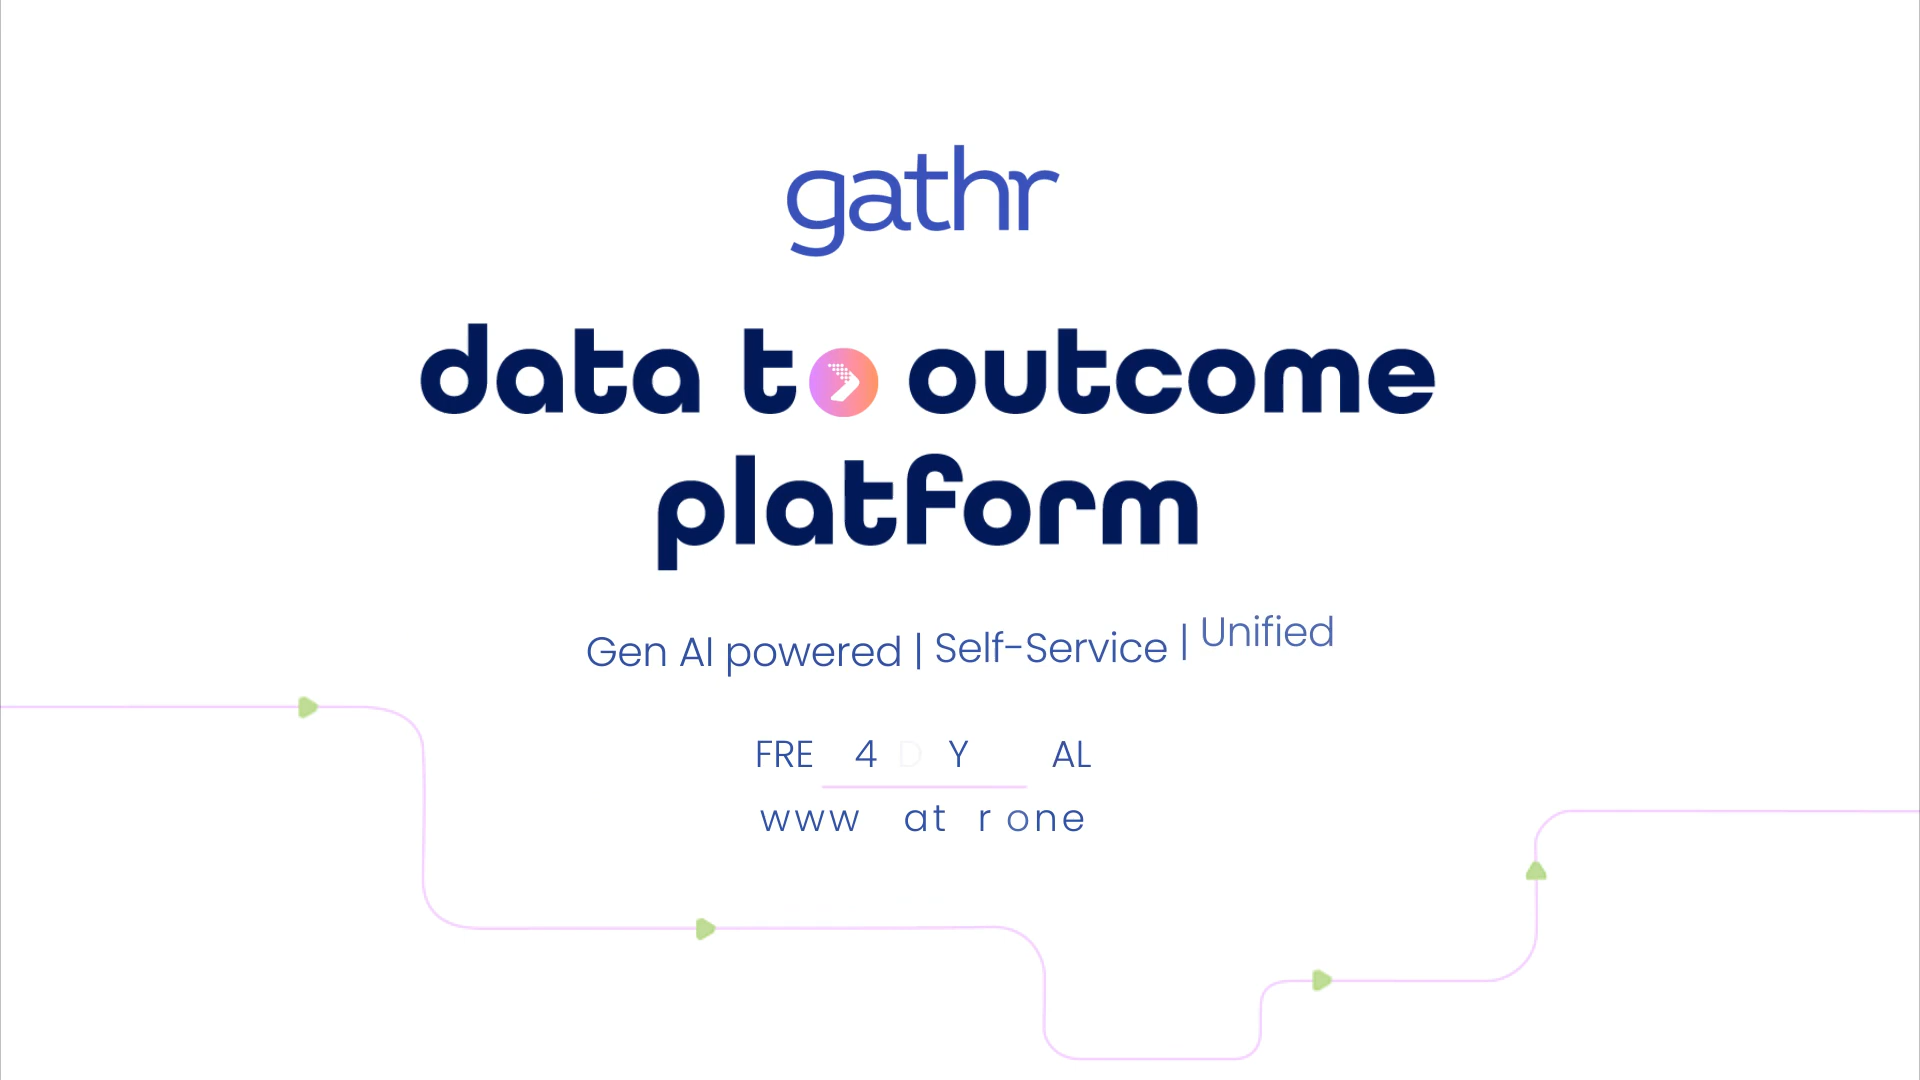 gathr
data to outcome
platform
Gen AI powered | Self-Service | Unified
FRE 4 D Y AL
www at r one